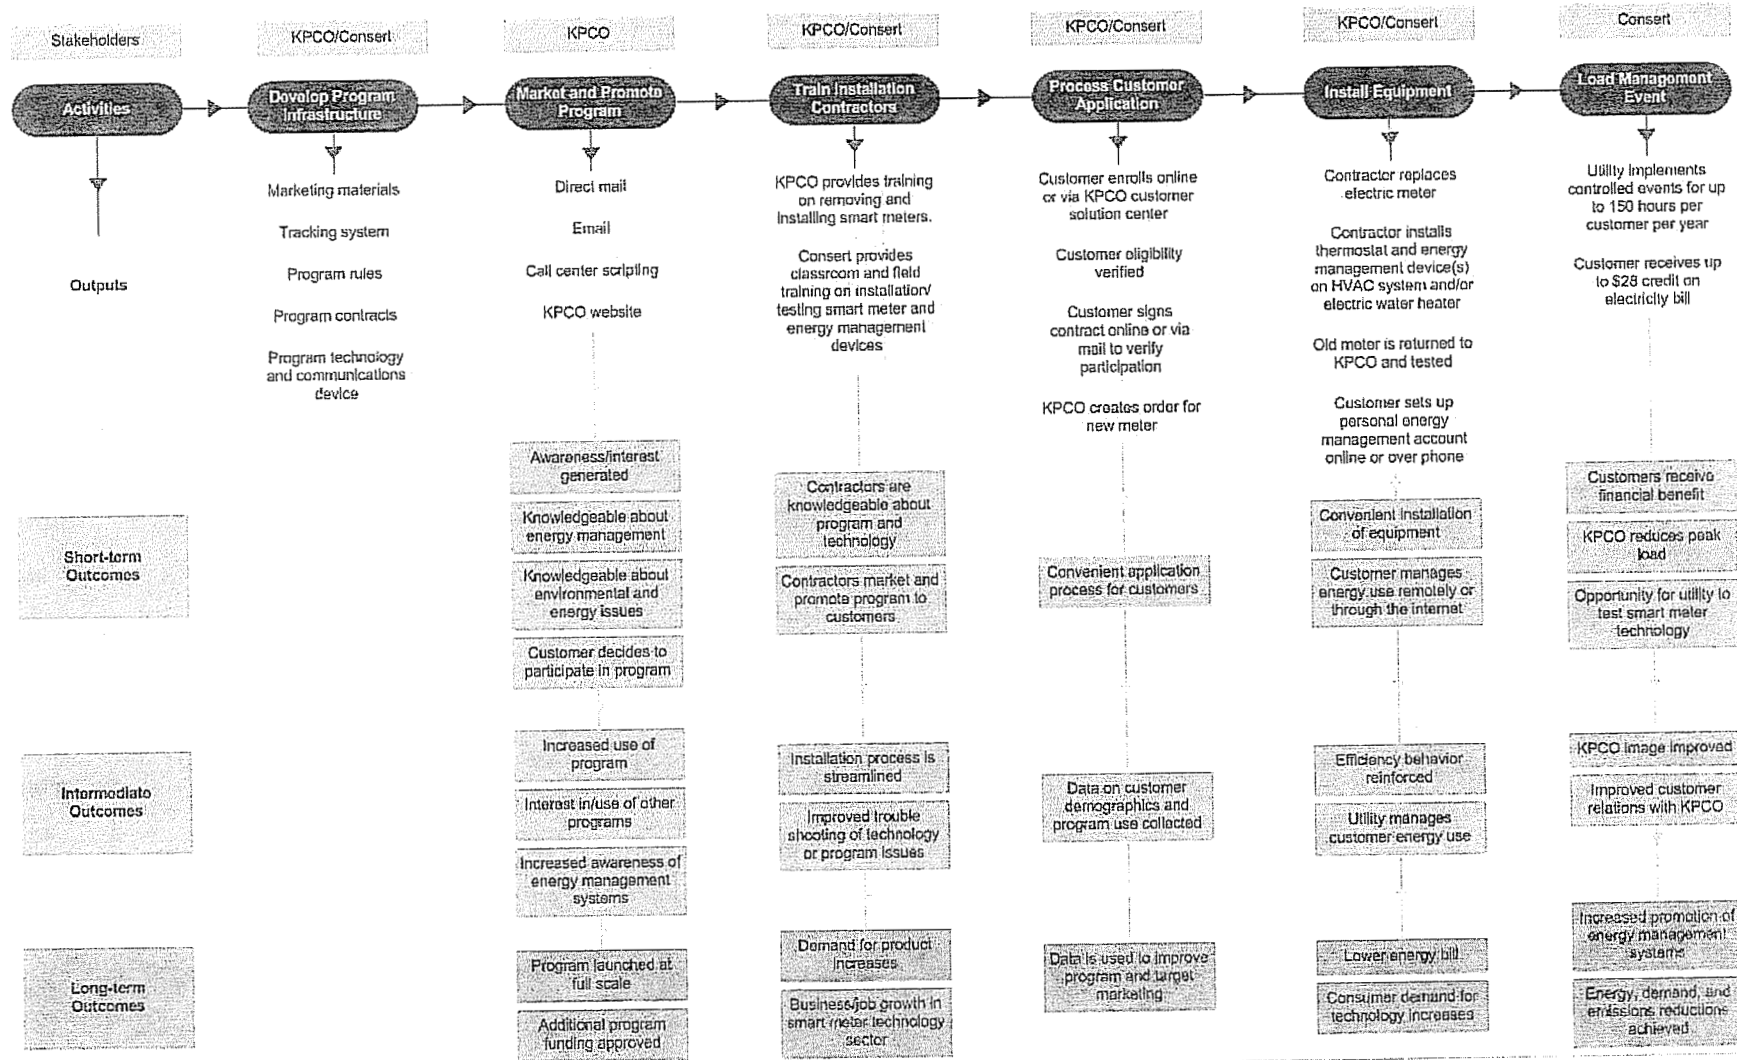 Stakeholders
KPCO/Consert
KPCO
KPCO/Consert
KPCO/Consert
KPCO/Consert
Consert
Activities
Develop Program
Infrastructure
Market and Promote
Program
Train Installation
Contractors
Process Customer
Application
Install Equipment
Load Management
Event
Outputs
Marketing materials
Tracking system
Program rules
Program contracts
Program technology
and communications
device
Direct mail
Email
Call center scripting
KPCO website
KPCO provides training
on removing and
installing smart meters.
Consert provides
classroom and field
training on installation/
testing smart meter and
energy management
devices
Customer enrolls online
or via KPCO customer
solution center
Customer eligibility
verified
Customer signs
contract online or via
mail to verify
participation
KPCO creates order for
new meter
Contractor replaces
electric meter
Contractor installs
thermostat and energy
management device(s)
on HVAC system and/or
electric water heater
Old meter is returned to
KPCO and tested
Customer sets up
personal energy
management account
online or over phone
Utility implements
controlled events for up
to 150 hours per
customer per year
Customer receives up
to $28 credit on
electricity bill
Short-term
Outcomes
Awareness/interest
generated
Knowledgeable about
energy management
Knowledgeable about
environmental and
energy issues
Customer decides to
participate in program
Contractors are
knowledgeable about
program and
technology
Contractors market and
promote program to
customers
Convenient application
process for customers
Convenient installation
of equipment
Customer manages
energy use remotely or
through the internet
Customers receive
financial benefit
KPCO reduces peak
load
Opportunity for utility to
test smart meter
technology
Intermediate
Outcomes
Increased use of
program
Interest in/use of other
programs
Increased awareness of
energy management
systems
Installation process is
streamlined
Improved trouble
shooting of technology
or program issues
Data on customer
demographics and
program use collected
Efficiency behavior
reinforced
Utility manages
customer energy use
KPCO image improved
Improved customer
relations with KPCO
Long-term
Outcomes
Program launched at
full scale
Additional program
funding approved
Demand for product
increases
Business/job growth in
smart meter technology
sector
Data is used to improve
program and target
marketing
Lower energy bill
Consumer demand for
technology increases
Increased promotion of
energy management
systems
Energy, demand, and
emissions reductions
achieved